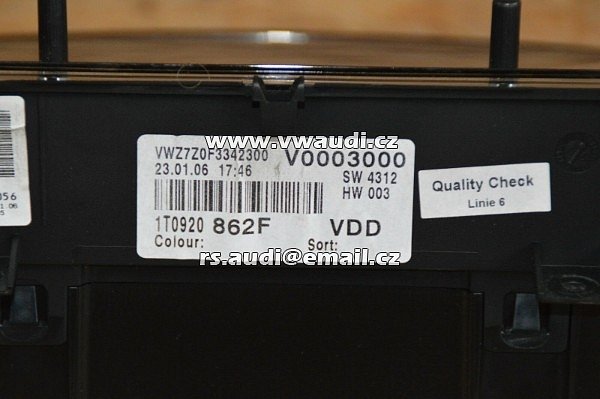 www.vwaudi.cz
VWZ7Z0F3342300 V0003000
23.01.06 17:46 SW 4312
HW 003
1T0920 862F VDD
Colour: Sort:
rs.audi@email.cz
Quality Check
Linie 6
056